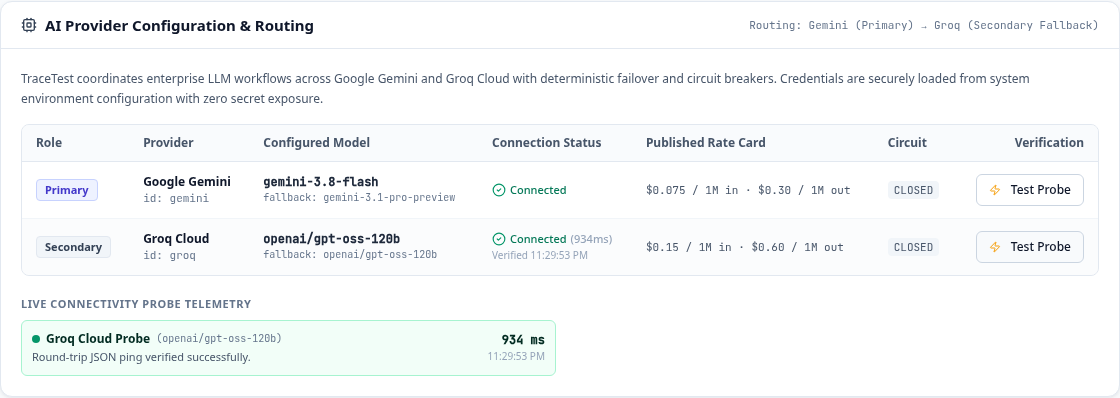 AI Provider Configuration & Routing
Routing: Gemini (Primary) → Groq (Secondary Fallback)
TraceTest coordinates enterprise LLM workflows across Google Gemini and Groq Cloud with deterministic failover and circuit breakers. Credentials are securely loaded from system
environment configuration with zero secret exposure.
Role Provider Configured Model Connection Status Published Rate Card Circuit Verification
Primary Google Gemini gemini-3.8-flash Connected $0.075 / 1M in · $0.30 / 1M out CLOSED Test Probe
id: gemini fallback: gemini-3.1-pro-preview
Secondary Groq Cloud openai/gpt-oss-120b Connected (934ms) $0.15 / 1M in · $0.60 / 1M out CLOSED Test Probe
id: groq fallback: openai/gpt-oss-120b Verified 11:29:53 PM
LIVE CONNECTIVITY PROBE TELEMETRY
Groq Cloud Probe (openai/gpt-oss-120b) 934 ms
Round-trip JSON ping verified successfully. 11:29:53 PM